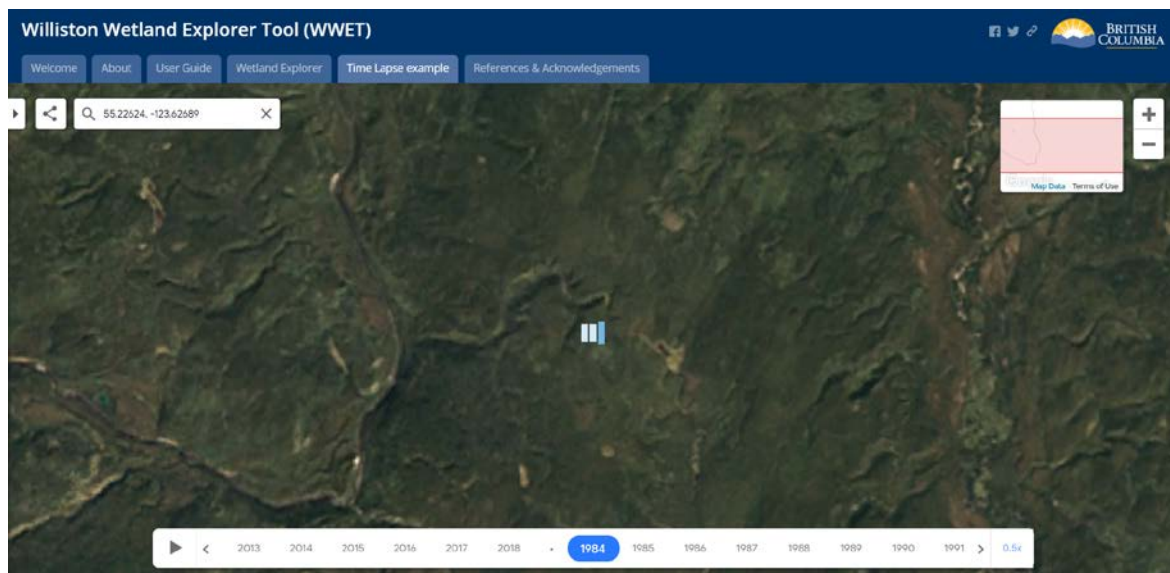 Williston Wetland Explorer Tool (WWET)
BRITISH
COLUMBIA
Welcome About User Guide Wetland Explorer Time Lapse example References & Acknowledgements
55.22624, -123.62689
Map Data Terms of Use
2013 2014 2015 2016 2017 2018 1984 1985 1986 1987 1988 1989 1990 1991 0.5x